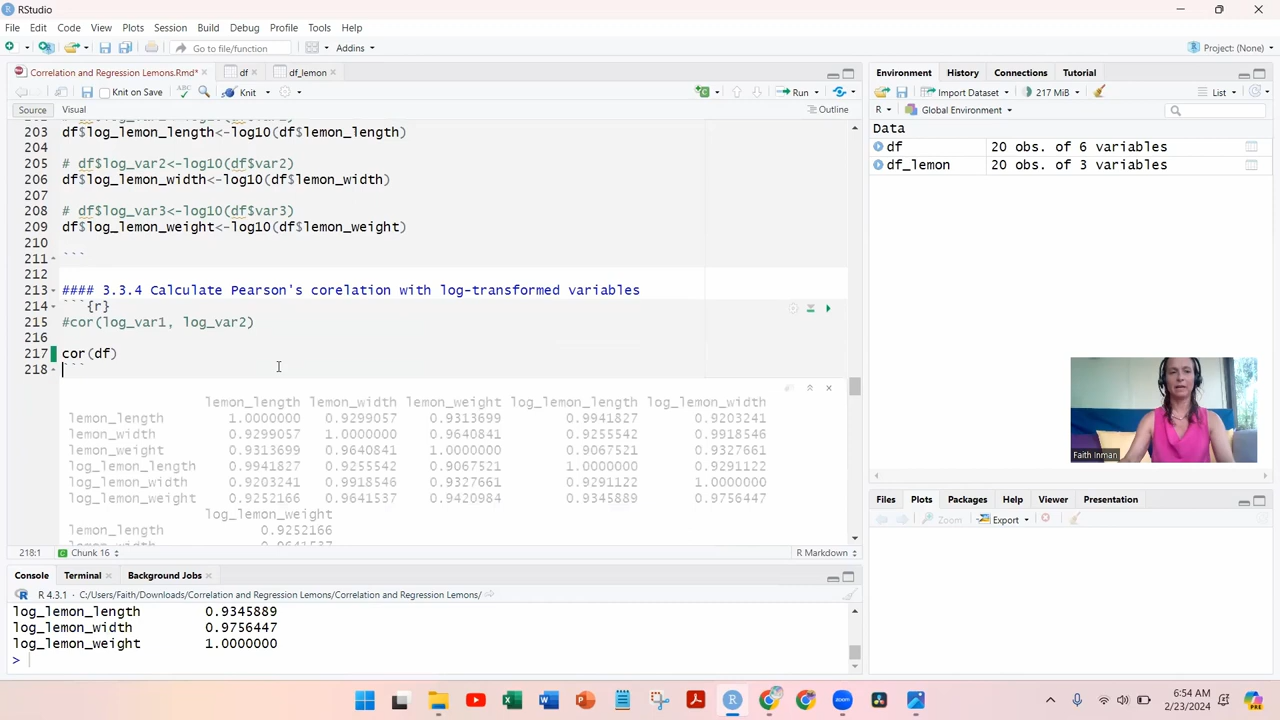 RStudio
File Edit Code View Plots Session Build Debug Profile Tools Help
Go to file/function Addins Project: (None)
Correlation and Regression Lemons.Rmd* df df_lemon
Knit on Save Knit Run
Source Visual Outline
203 df$log_lemon_length<-log10(df$lemon_length)
204
205 # df$log_var2<-log10(df$var2)
206 df$log_lemon_width<-log10(df$lemon_width)
207
208 # df$log_var3<-log10(df$var3)
209 df$log_lemon_weight<-log10(df$lemon_weight)
210
211 ```
212
213 #### 3.3.4 Calculate Pearson's corelation with log-transformed variables
214 ```{r}
215 #cor(log_var1, log_var2)
216
217 cor(df)
218 ```
lemon_length lemon_width lemon_weight log_lemon_length log_lemon_width
lemon_length 1.0000000 0.9299057 0.9313699 0.9941827 0.9203241
lemon_width 0.9299057 1.0000000 0.9640841 0.9255542 0.9918546
lemon_weight 0.9313699 0.9640841 1.0000000 0.9067521 0.9327661
log_lemon_length 0.9941827 0.9255542 0.9067521 1.0000000 0.9291122
log_lemon_width 0.9203241 0.9918546 0.9327661 0.9291122 1.0000000
log_lemon_weight 0.9252166 0.9641537 0.9420984 0.9345889 0.9756447
log_lemon_weight
lemon_length 0.9252166
218:1 Chunk 16 R Markdown
Console Terminal Background Jobs
R 4.3.1 · C:/Users/Faith/Downloads/Correlation and Regression Lemons/Correlation and Regression Lemons/
log_lemon_length 0.9345889
log_lemon_width 0.9756447
log_lemon_weight 1.0000000
>
Environment History Connections Tutorial
Import Dataset 217 MiB List
R Global Environment
Data
df 20 obs. of 6 variables
df_lemon 20 obs. of 3 variables
Faith Inman
Files Plots Packages Help Viewer Presentation
Zoom Export
6:54 AM
2/23/2024